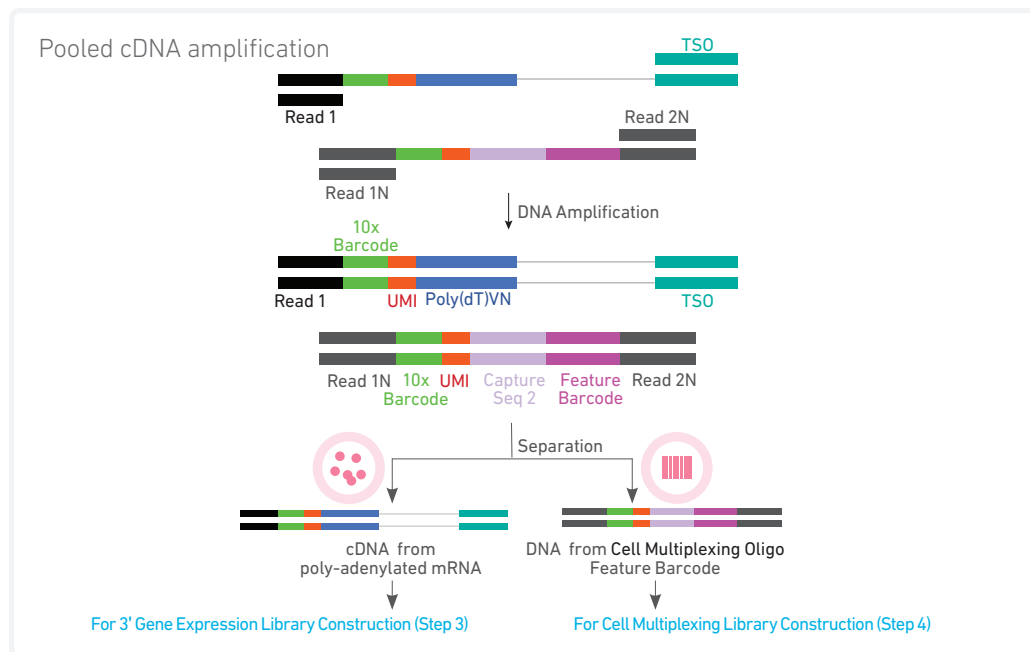 Pooled cDNA amplification
TSO
Read 1
Read 2N
Read 1N
DNA Amplification
10x
Barcode
Read 1
UMI
Poly(dT)VN
TSO
Read 1N
10x
Barcode
UMI
Capture
Seq 2
Feature
Barcode
Read 2N
Separation
cDNA from
poly-adenylated mRNA
DNA from Cell Multiplexing Oligo
Feature Barcode
For 3' Gene Expression Library Construction (Step 3)
For Cell Multiplexing Library Construction (Step 4)